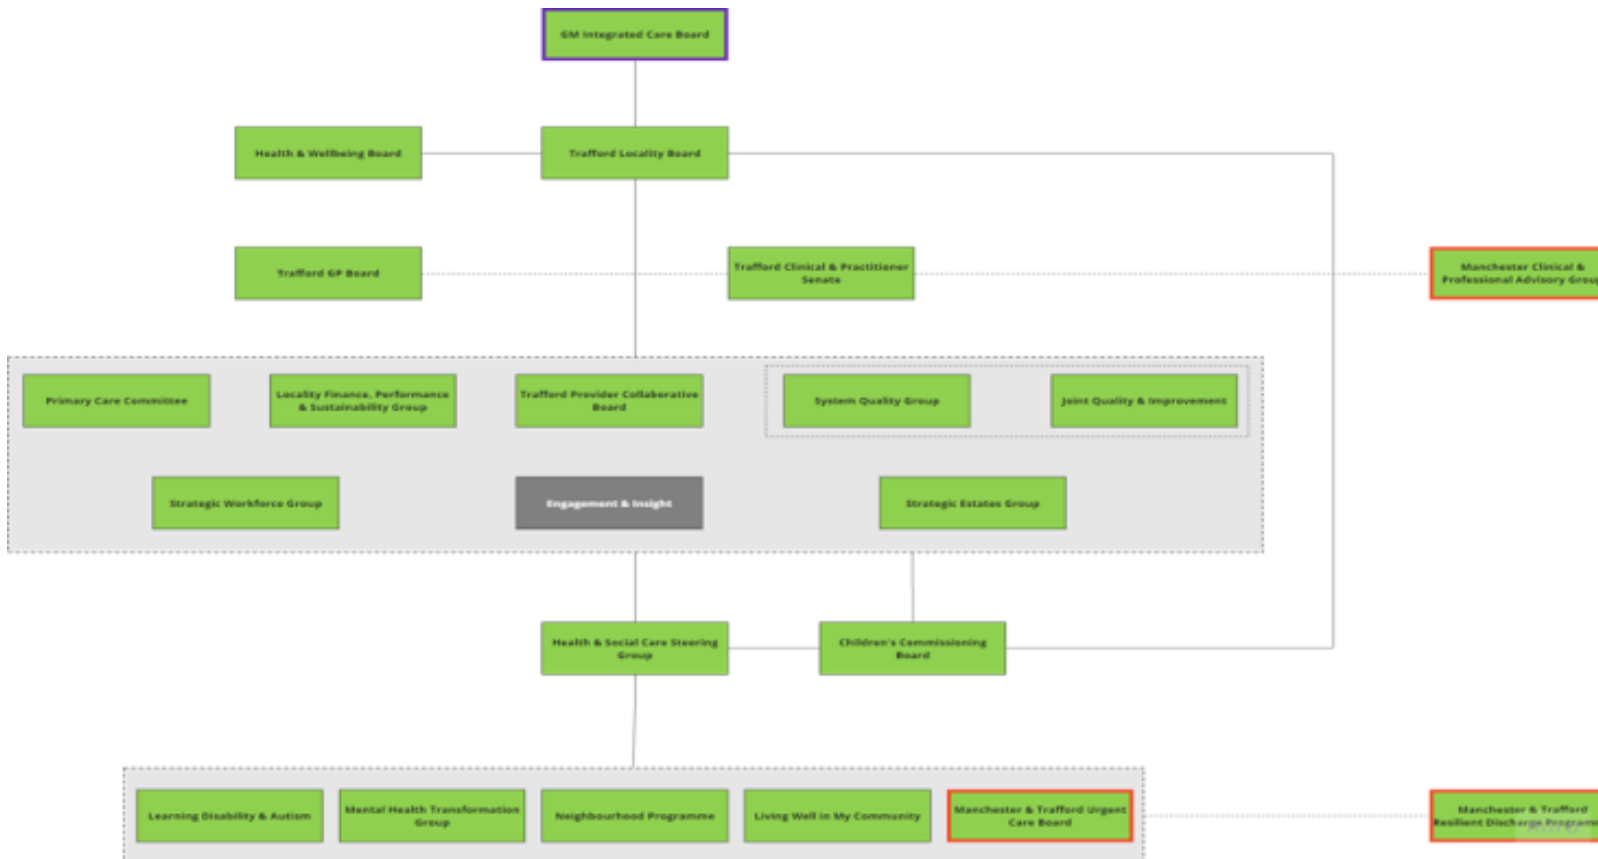 GM Integrated Care Board
Health & Wellbeing Board
Trafford Locality Board
Trafford GP Board
Trafford Clinical & Practitioner
Senate
Manchester Clinical &
Professional Advisory Group
Primary Care Committee
Locality Finance, Performance
& Sustainability Group
Trafford Provider Collaborative
Board
System Quality Group
Joint Quality & Improvement
Strategic Workforce Group
Engagement & Insight
Strategic Estates Group
Health & Social Care Steering
Group
Children's Commissioning
Board
Learning Disability & Autism
Mental Health Transformation
Group
Neighbourhood Programme
Living Well in My Community
Manchester & Trafford Urgent
Care Board
Manchester & Trafford
Resilient Discharge Programme